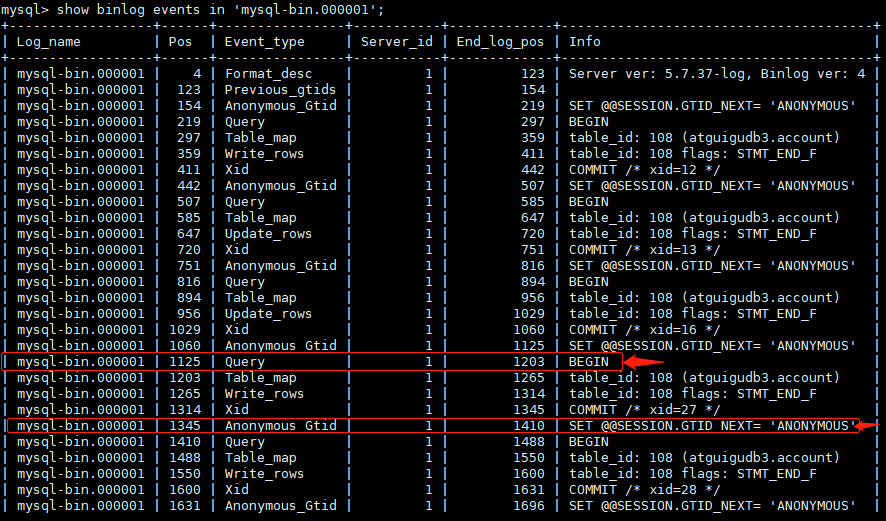 mysql> show binlog events in 'mysql-bin.000001';
+------------------+------+----------------+-----------+-------------+---------------------------------------+
| Log_name | Pos | Event_type | Server_id | End_log_pos | Info |
+------------------+------+----------------+-----------+-------------+---------------------------------------+
| mysql-bin.000001 | 4 | Format_desc | 1 | 123 | Server ver: 5.7.37-log, Binlog ver: 4 |
| mysql-bin.000001 | 123 | Previous_gtids | 1 | 154 | |
| mysql-bin.000001 | 154 | Anonymous_Gtid | 1 | 219 | SET @@SESSION.GTID_NEXT= 'ANONYMOUS' |
| mysql-bin.000001 | 219 | Query | 1 | 297 | BEGIN |
| mysql-bin.000001 | 297 | Table_map | 1 | 359 | table_id: 108 (atguigudb3.account) |
| mysql-bin.000001 | 359 | Write_rows | 1 | 411 | table_id: 108 flags: STMT_END_F |
| mysql-bin.000001 | 411 | Xid | 1 | 442 | COMMIT /* xid=12 */ |
| mysql-bin.000001 | 442 | Anonymous_Gtid | 1 | 507 | SET @@SESSION.GTID_NEXT= 'ANONYMOUS' |
| mysql-bin.000001 | 507 | Query | 1 | 585 | BEGIN |
| mysql-bin.000001 | 585 | Table_map | 1 | 647 | table_id: 108 (atguigudb3.account) |
| mysql-bin.000001 | 647 | Update_rows | 1 | 720 | table_id: 108 flags: STMT_END_F |
| mysql-bin.000001 | 720 | Xid | 1 | 751 | COMMIT /* xid=13 */ |
| mysql-bin.000001 | 751 | Anonymous_Gtid | 1 | 816 | SET @@SESSION.GTID_NEXT= 'ANONYMOUS' |
| mysql-bin.000001 | 816 | Query | 1 | 894 | BEGIN |
| mysql-bin.000001 | 894 | Table_map | 1 | 956 | table_id: 108 (atguigudb3.account) |
| mysql-bin.000001 | 956 | Update_rows | 1 | 1029 | table_id: 108 flags: STMT_END_F |
| mysql-bin.000001 | 1029 | Xid | 1 | 1060 | COMMIT /* xid=16 */ |
| mysql-bin.000001 | 1060 | Anonymous_Gtid | 1 | 1125 | SET @@SESSION.GTID_NEXT= 'ANONYMOUS' |
| mysql-bin.000001 | 1125 | Query | 1 | 1203 | BEGIN |
| mysql-bin.000001 | 1203 | Table_map | 1 | 1265 | table_id: 108 (atguigudb3.account) |
| mysql-bin.000001 | 1265 | Write_rows | 1 | 1314 | table_id: 108 flags: STMT_END_F |
| mysql-bin.000001 | 1314 | Xid | 1 | 1345 | COMMIT /* xid=27 */ |
| mysql-bin.000001 | 1345 | Anonymous_Gtid | 1 | 1410 | SET @@SESSION.GTID_NEXT= 'ANONYMOUS' |
| mysql-bin.000001 | 1410 | Query | 1 | 1488 | BEGIN |
| mysql-bin.000001 | 1488 | Table_map | 1 | 1550 | table_id: 108 (atguigudb3.account) |
| mysql-bin.000001 | 1550 | Write_rows | 1 | 1600 | table_id: 108 flags: STMT_END_F |
| mysql-bin.000001 | 1600 | Xid | 1 | 1631 | COMMIT /* xid=28 */ |
| mysql-bin.000001 | 1631 | Anonymous_Gtid | 1 | 1696 | SET @@SESSION.GTID_NEXT= 'ANONYMOUS' |